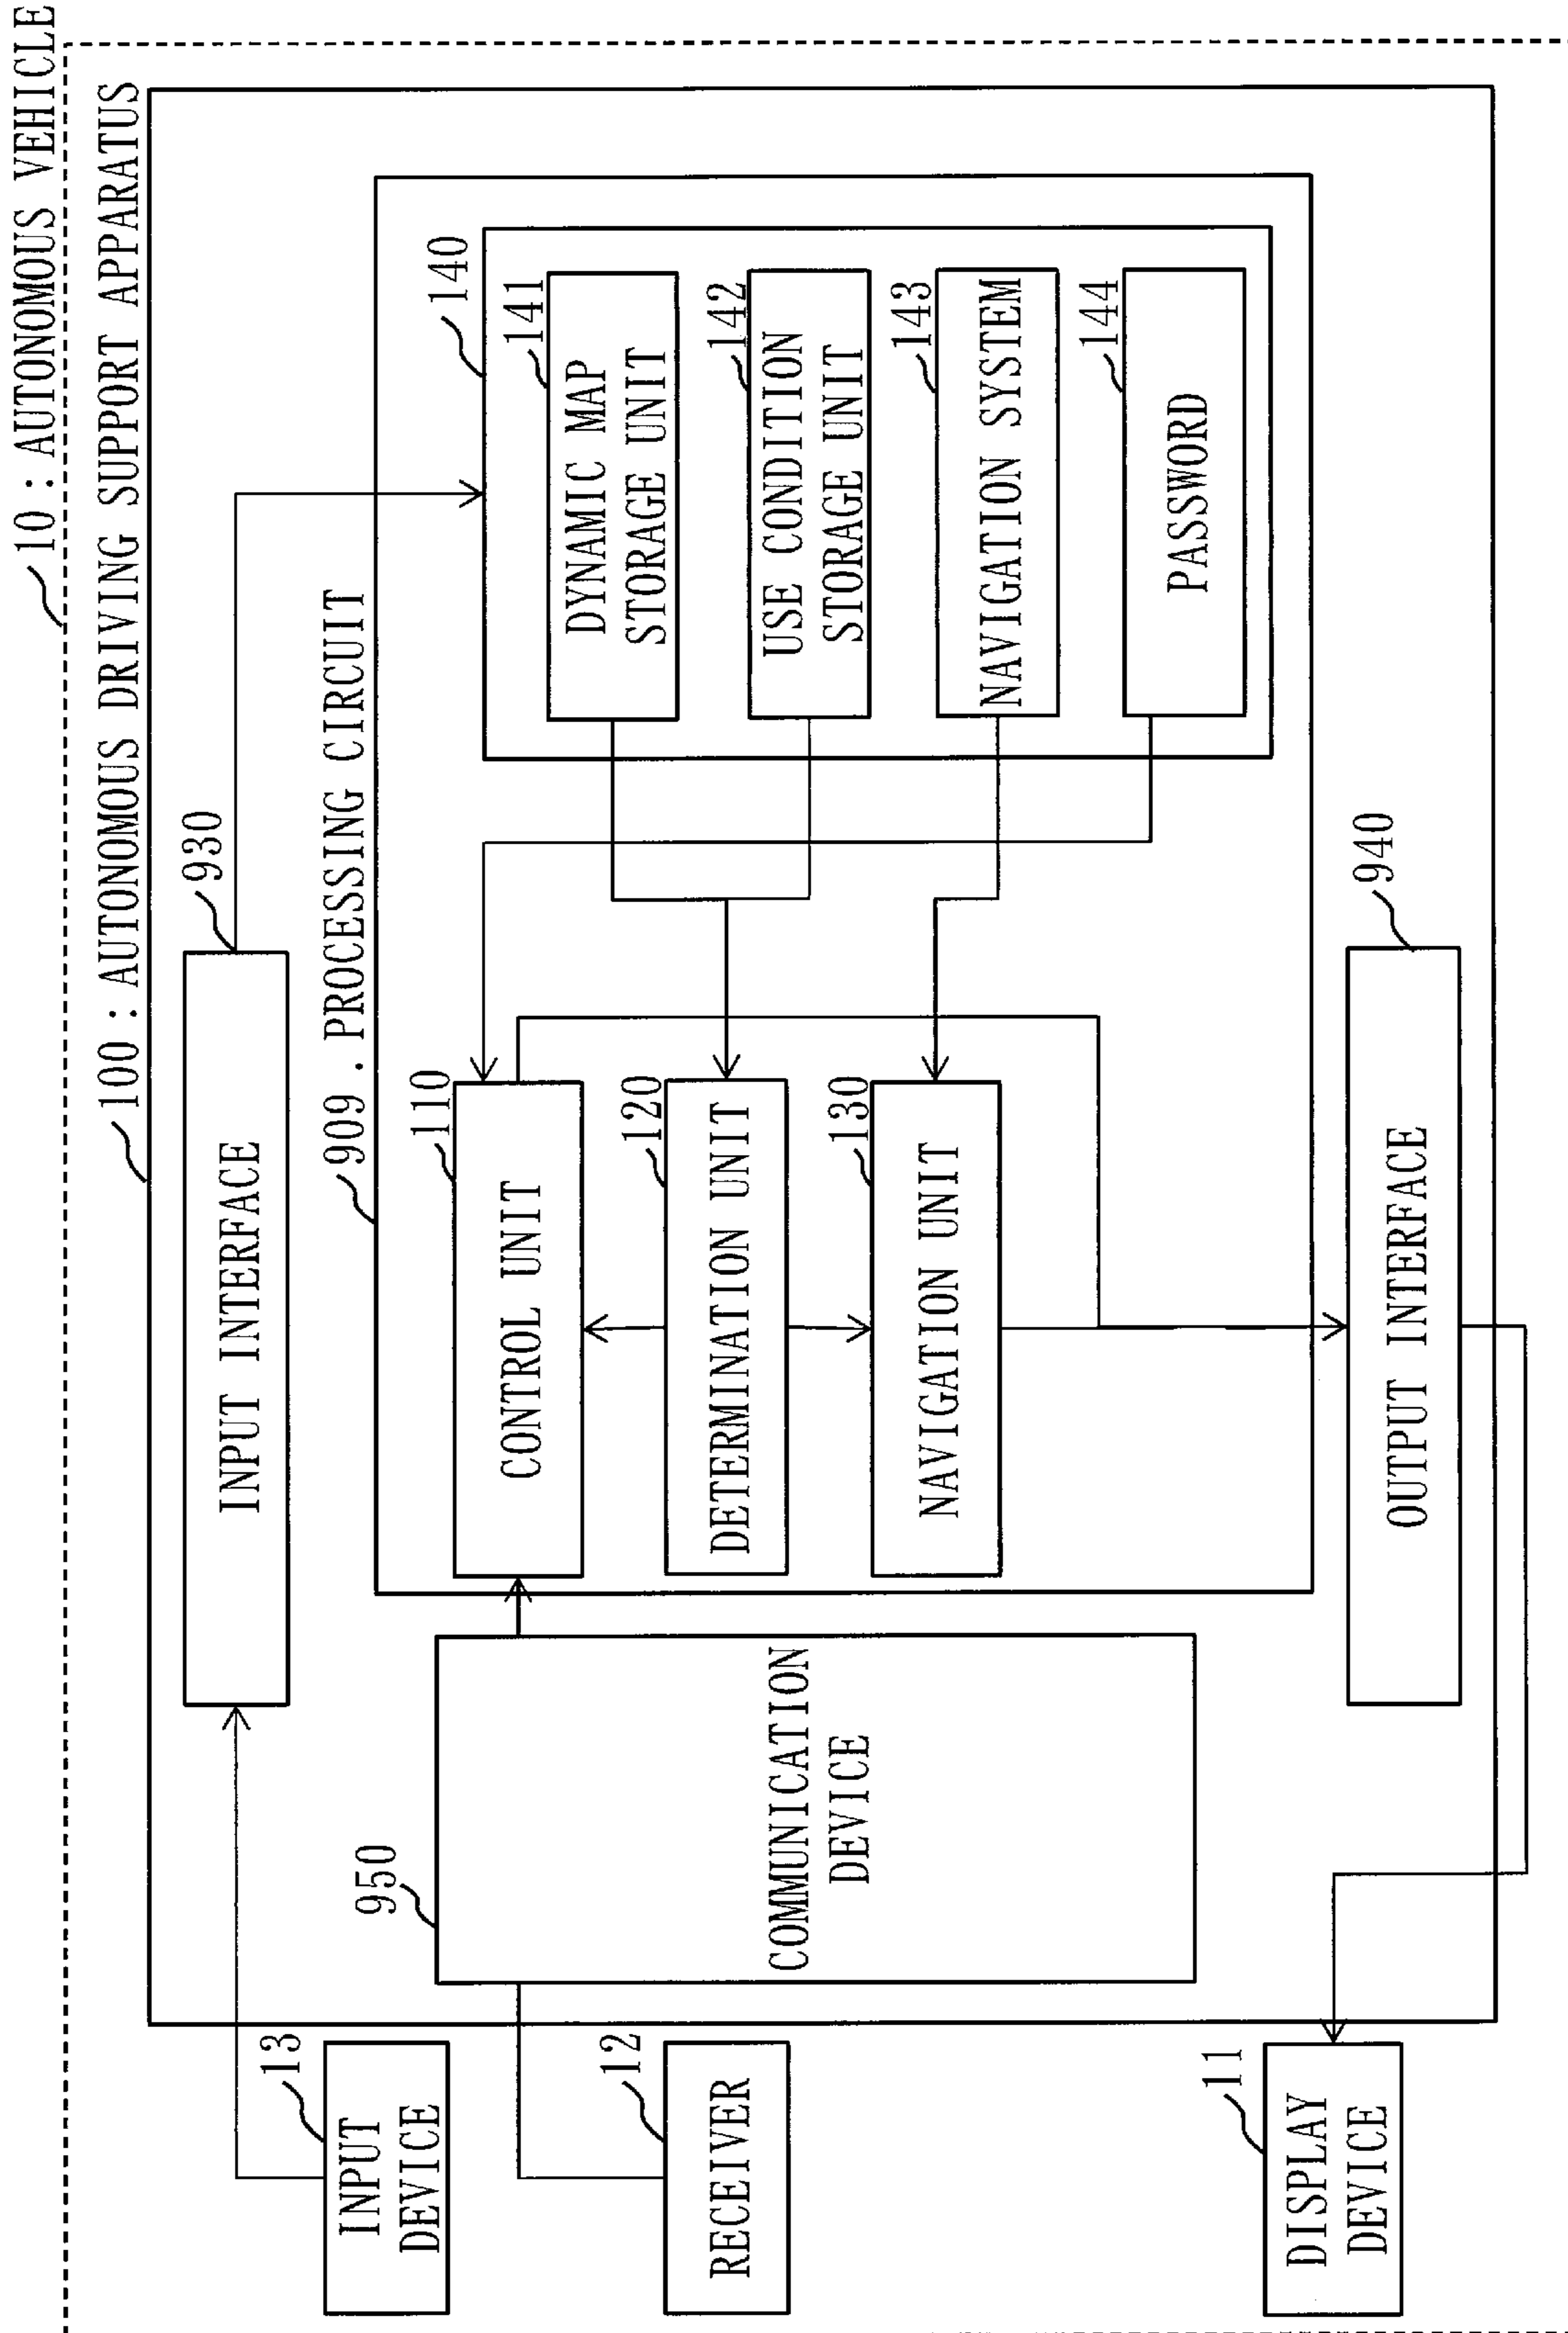 10 : AUTONOMOUS VEHICLE
100 : AUTONOMOUS DRIVING SUPPORT APPARATUS
930
INPUT INTERFACE
13
INPUT
DEVICE
909 . PROCESSING CIRCUIT
950
COMMUNICATION
DEVICE
110
CONTROL UNIT
140
141
DYNAMIC MAP
STORAGE UNIT
12
RECEIVER
120
DETERMINATION UNIT
142
USE CONDITION
STORAGE UNIT
130
NAVIGATION UNIT
143
NAVIGATION SYSTEM
144
PASSWORD
11
DISPLAY
DEVICE
940
OUTPUT INTERFACE